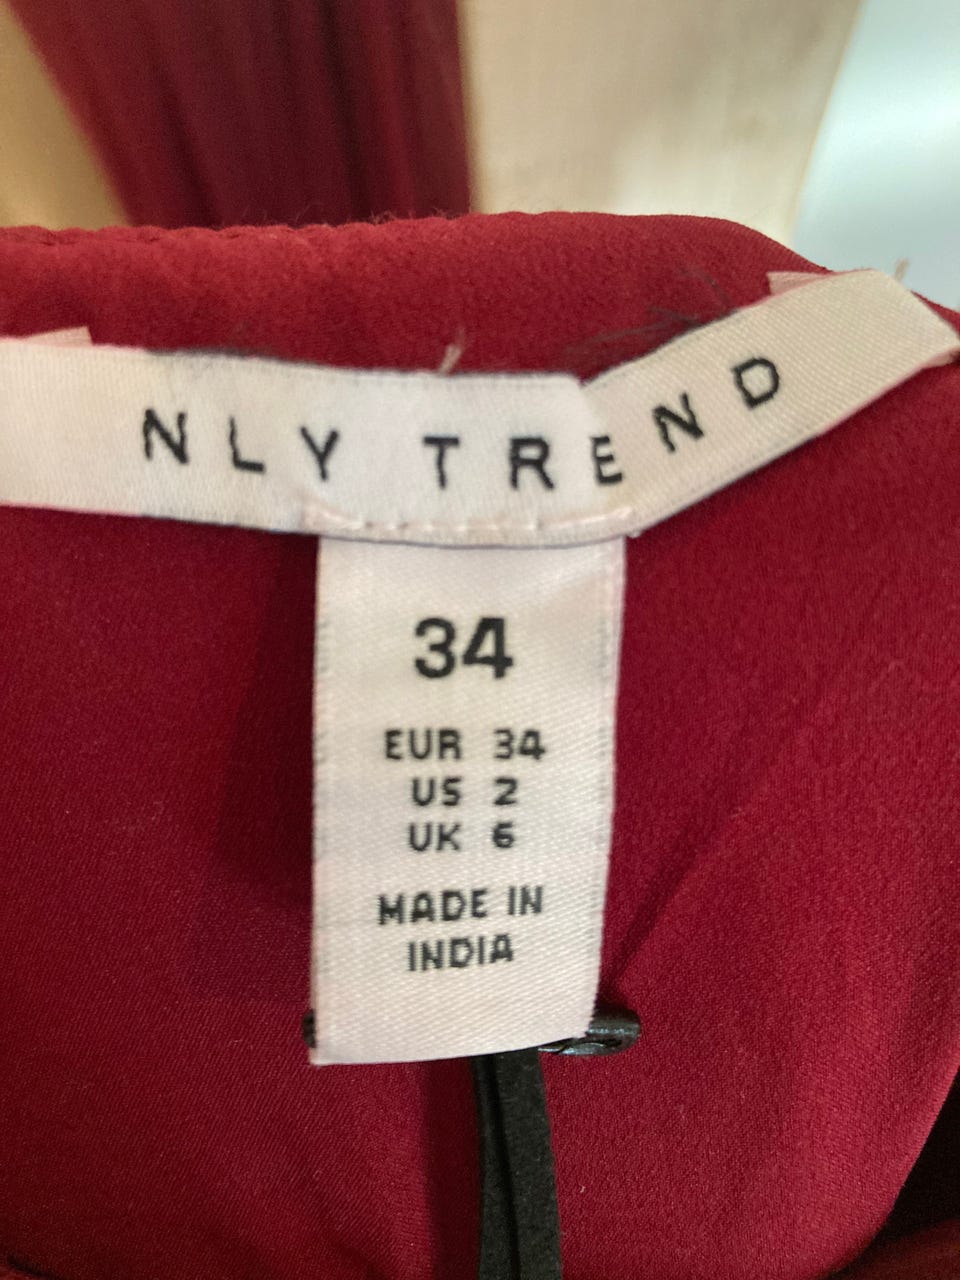 NLY TREND
34
EUR 34
US 2
UK 6
MADE IN
INDIA